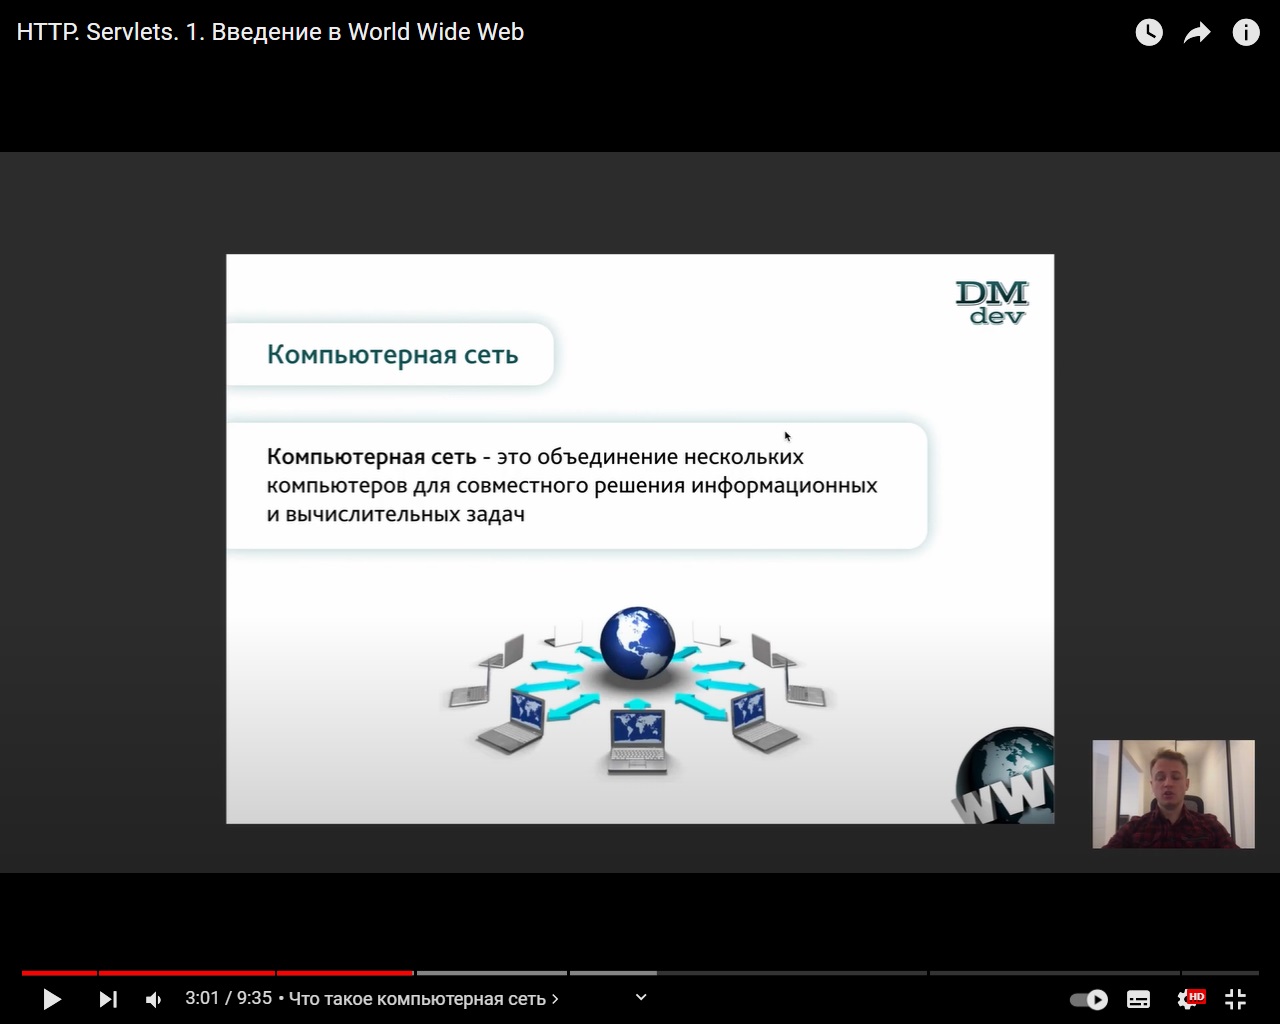 HTTP. Servlets. 1. Введение в World Wide Web
DM
dev
Компьютерная сеть
Компьютерная сеть - это объединение нескольких
компьютеров для совместного решения информационных
и вычислительных задач
WWW
3:01 / 9:35 • Что такое компьютерная сеть ›
HD